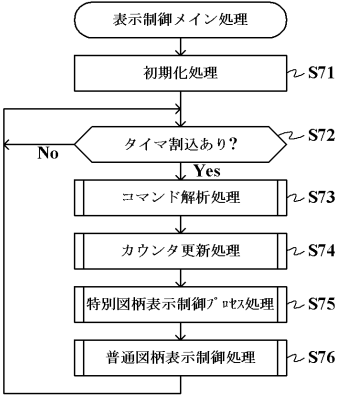 表示制御メイン処理
初期化処理
S71
タイマ割込あり?
S72
No
Yes
コマンド解析処理
S73
カウンタ更新処理
S74
特別図柄表示制御ﾌﾟﾛｾｽ処理
S75
普通図柄表示制御処理
S76